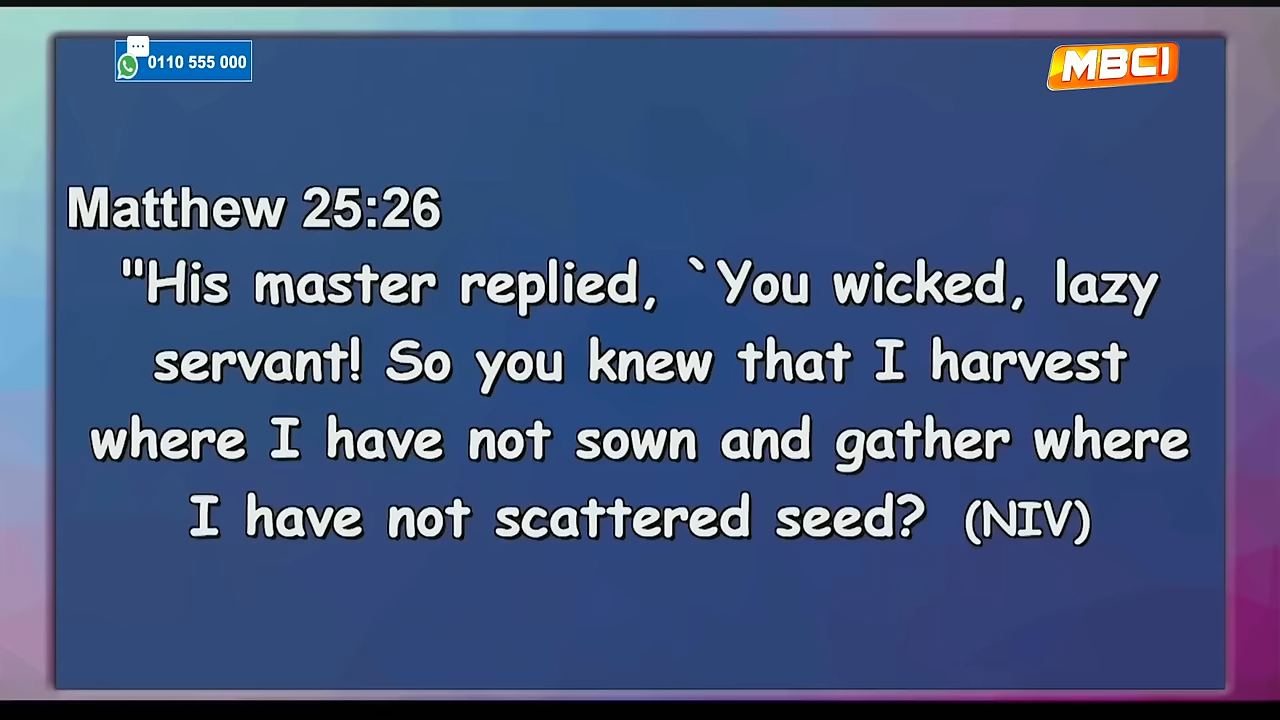 0110 555 000
MBCI
Matthew 25:26
"His master replied, `You wicked, lazy
servant! So you knew that I harvest
where I have not sown and gather where
I have not scattered seed? (NIV)